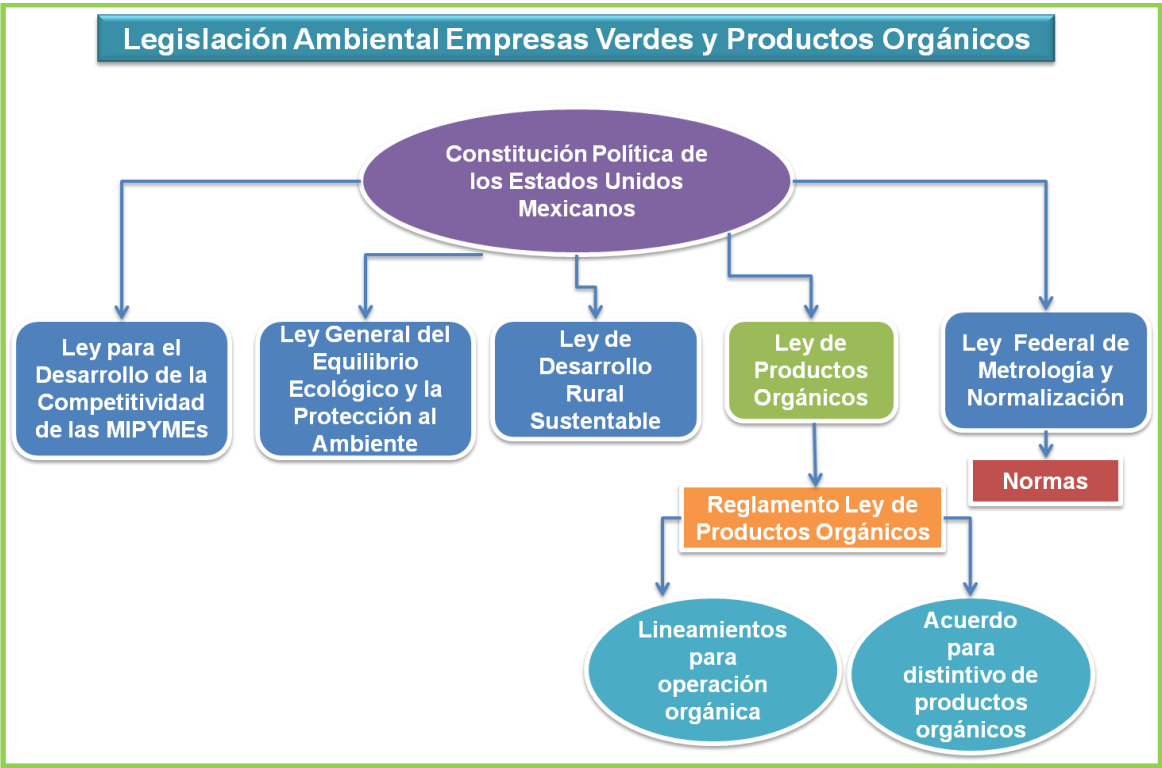 Legislación Ambiental Empresas Verdes y Productos Orgánicos
Constitución Política de
los Estados Unidos
Mexicanos
Ley para el
Desarrollo de la
Competitividad
de las MIPYMEs
Ley General del
Equilibrio
Ecológico y la
Protección al
Ambiente
Ley de
Desarrollo
Rural
Sustentable
Ley de
Productos
Orgánicos
Ley Federal de
Metrología y
Normalización
Normas
Reglamento Ley de
Productos Orgánicos
Lineamientos
para
operación
orgánica
Acuerdo
para
distintivo de
productos
orgánicos